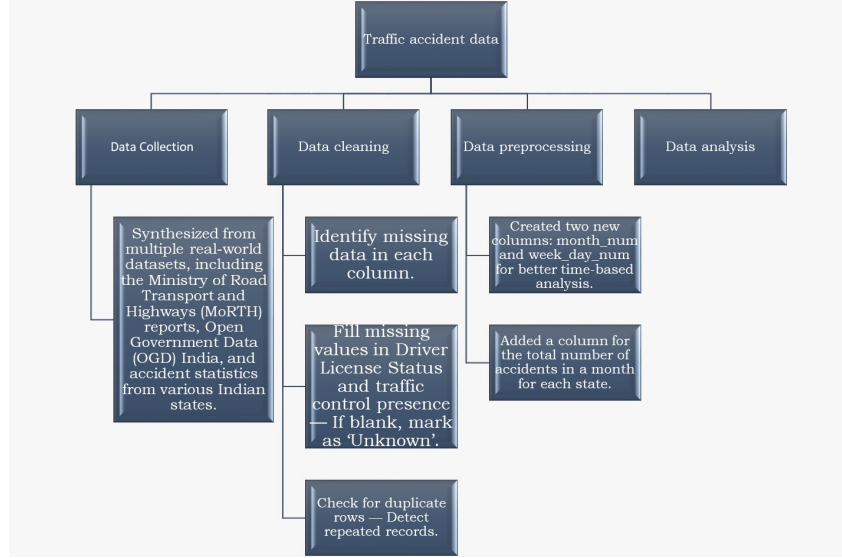 Traffic accident data
Data Collection
Data cleaning
Data preprocessing
Data analysis
Synthesized from
multiple real-world
datasets, including
the Ministry of Road
Transport and
Highways (MoRTH)
reports, Open
Government Data
(OGD) India, and
accident statistics
from various Indian
states.
Identify missing
data in each
column.
Fill missing
values in Driver
License Status
and traffic
control presence
— If blank, mark
as ‘Unknown’.
Check for duplicate
rows — Detect
repeated records.
Created two new
columns: month_num
and week_day_num
for better time-based
analysis.
Added a column for
the total number of
accidents in a month
for each state.